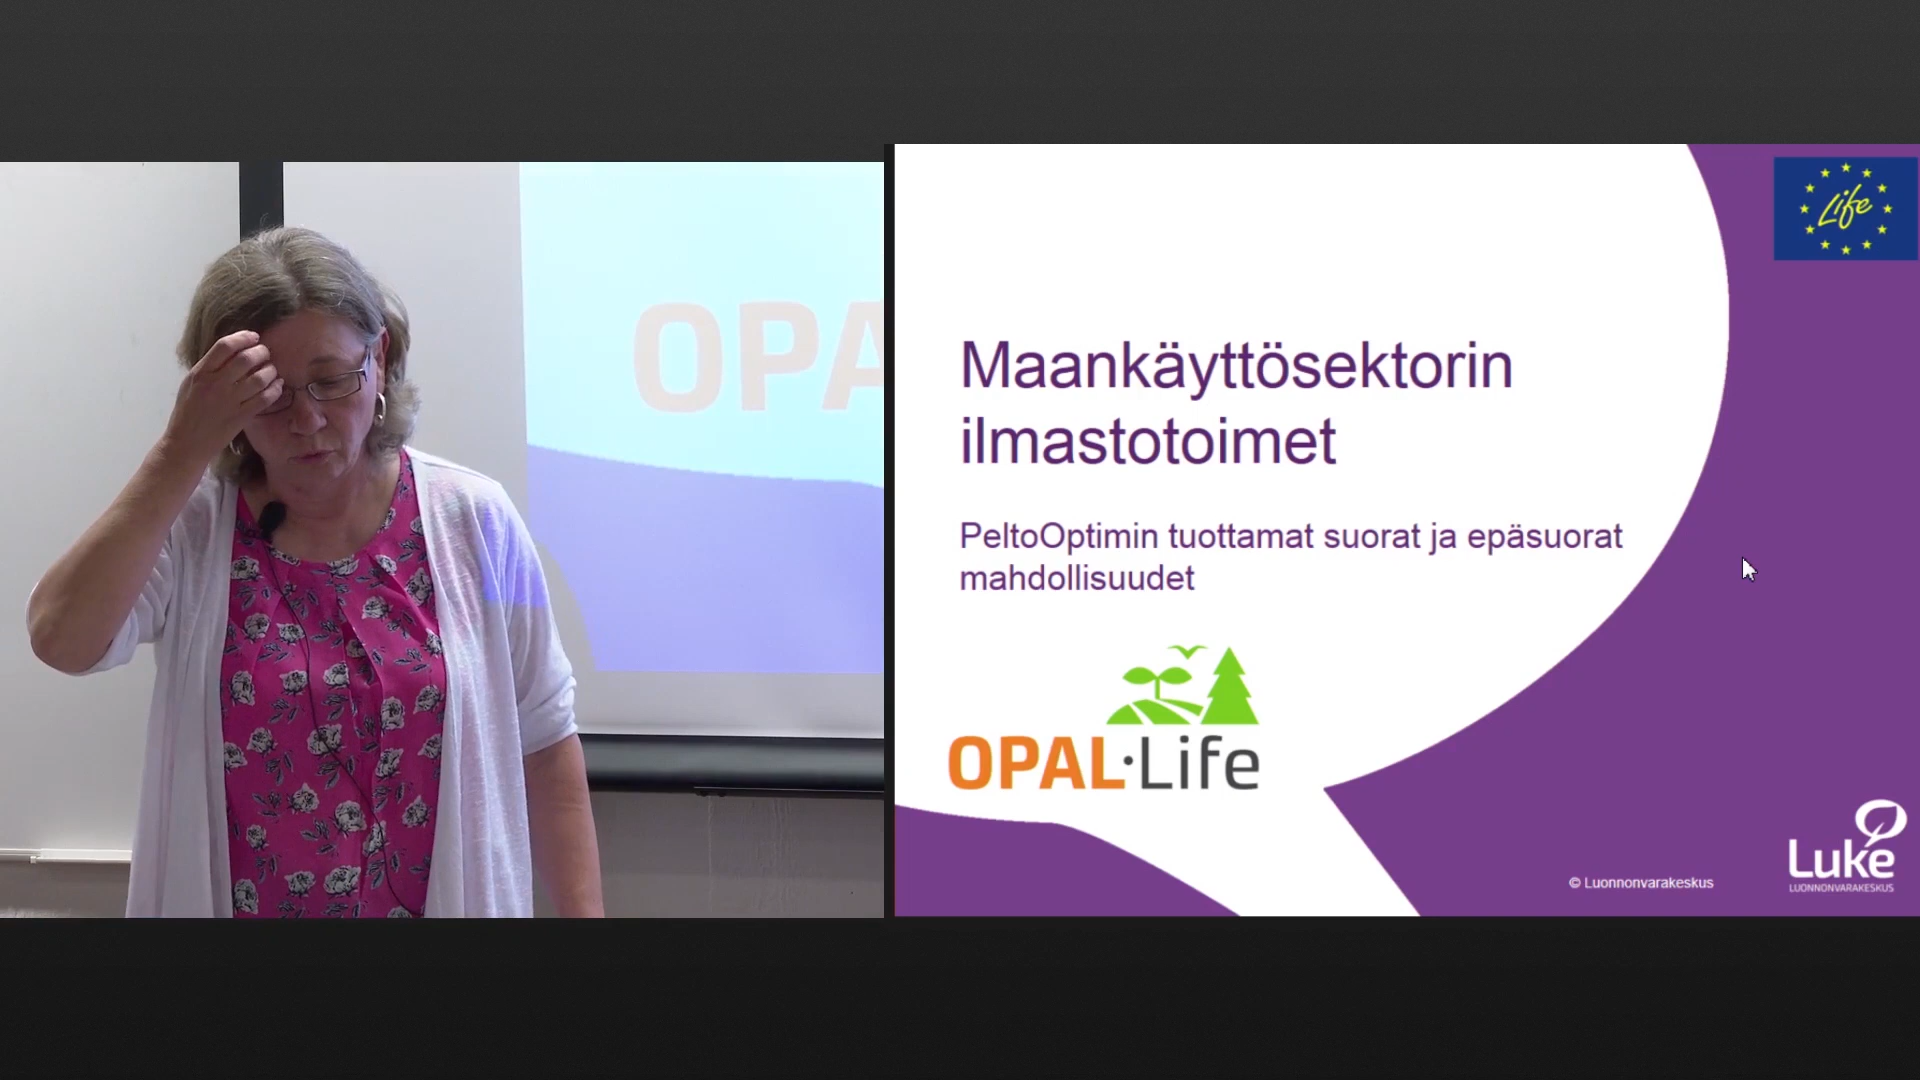 OPA
Life
Maankäyttösektorin
ilmastotoimet
PeltoOptimin tuottamat suorat ja epäsuorat
mahdollisuudet
OPAL·Life
© Luonnonvarakeskus
Luke
LUONNONVARAKESKUS